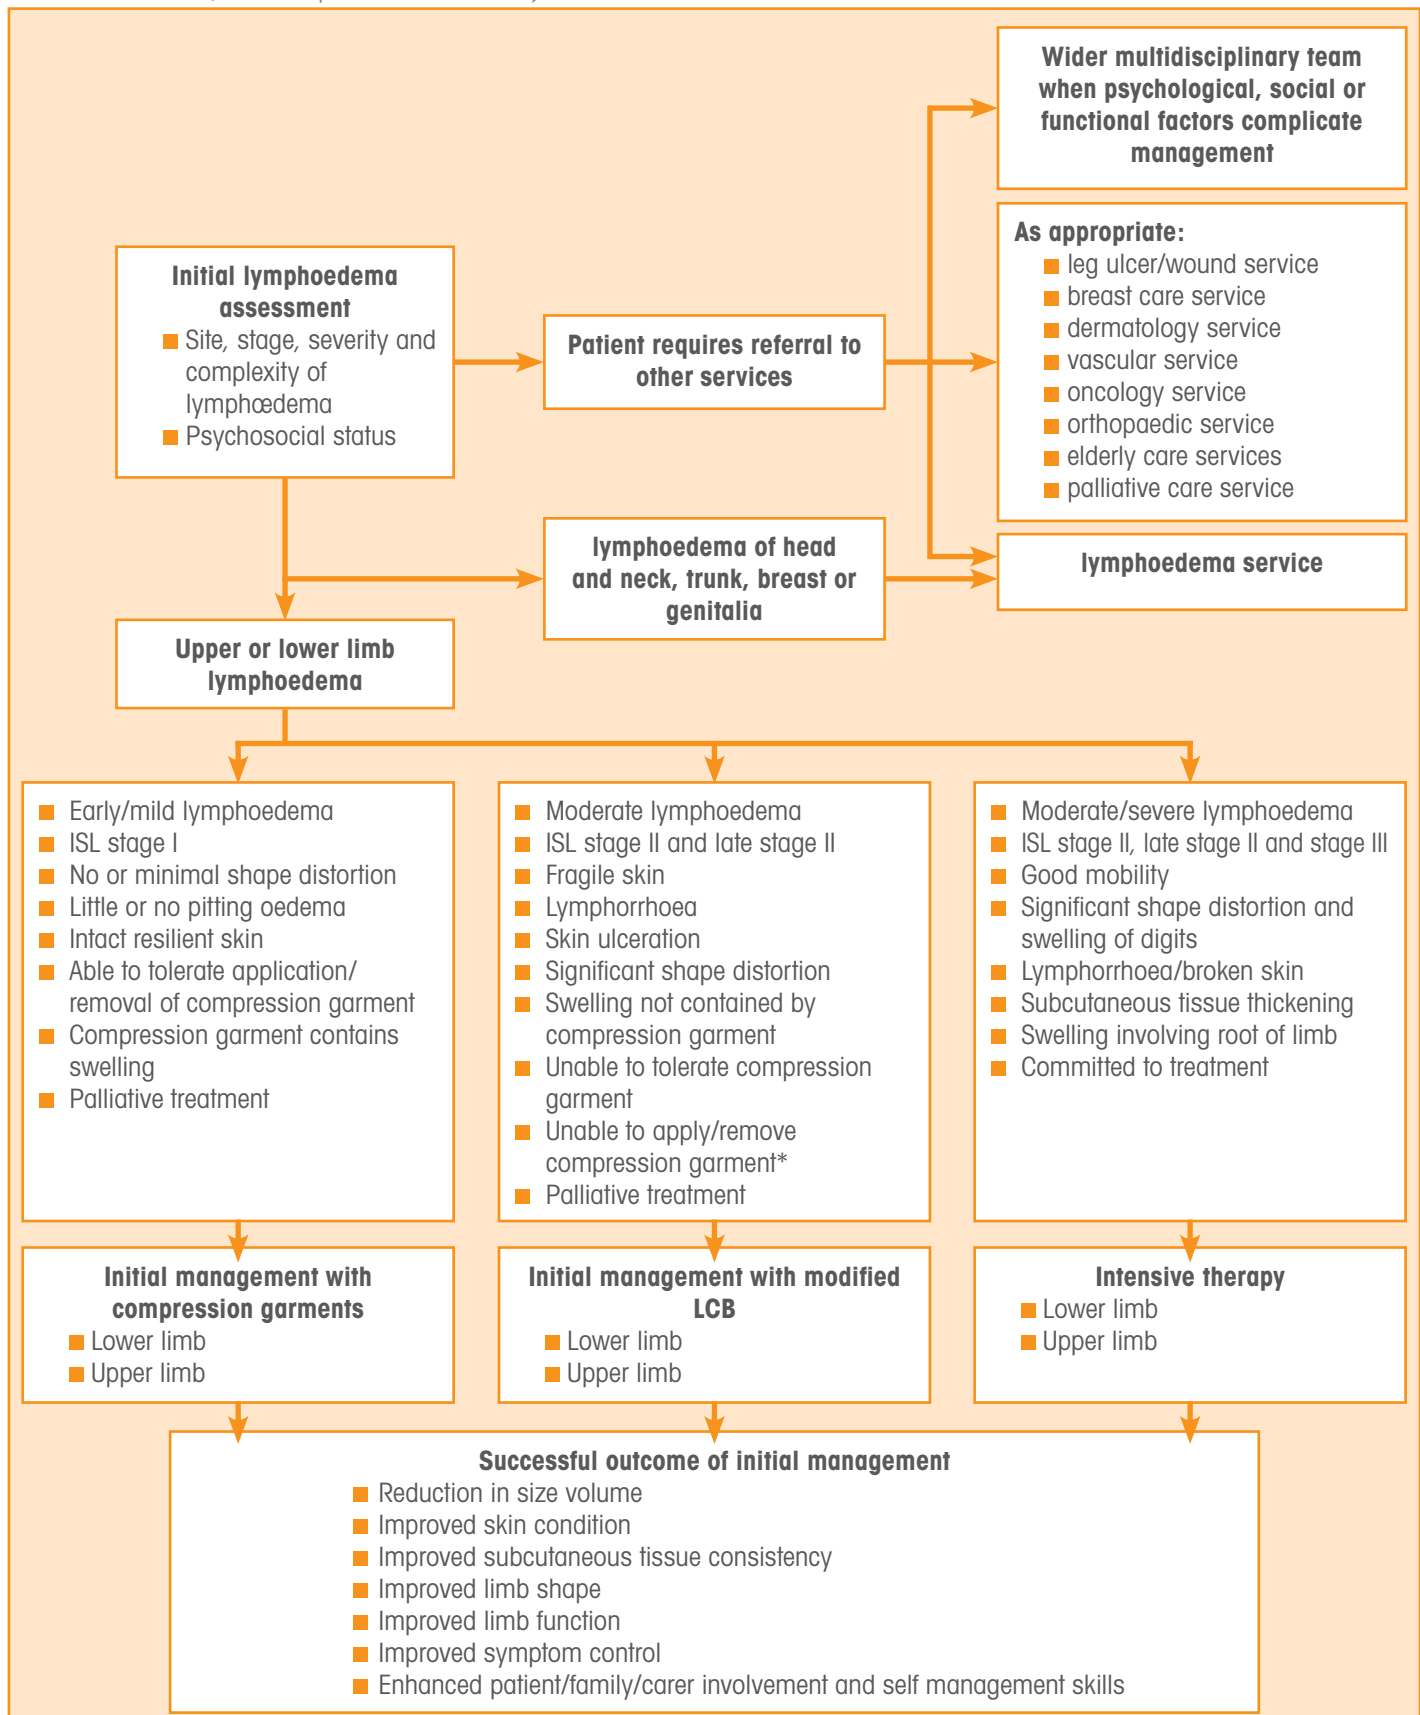 Wider multidisciplinary team
when psychological, social or
functional factors complicate
management
As appropriate:
leg ulcer/wound service
breast care service
dermatology service
vascular service
oncology service
orthopaedic service
elderly care services
palliative care service
Initial lymphoedema
assessment
Site, stage, severity and
complexity of
lymphœdema
Psychosocial status
Patient requires referral to
other services
lymphoedema of head
and neck, trunk, breast or
genitalia
lymphoedema service
Upper or lower limb
lymphoedema
Early/mild lymphoedema
ISL stage I
No or minimal shape distortion
Little or no pitting oedema
Intact resilient skin
Able to tolerate application/
removal of compression garment
Compression garment contains
swelling
Palliative treatment
Moderate lymphoedema
ISL stage II and late stage II
Fragile skin
Lymphorrhoea
Skin ulceration
Significant shape distortion
Swelling not contained by
compression garment
Unable to tolerate compression
garment
Unable to apply/remove
compression garment*
Palliative treatment
Moderate/severe lymphoedema
ISL stage II, late stage II and stage III
Good mobility
Significant shape distortion and
swelling of digits
Lymphorrhoea/broken skin
Subcutaneous tissue thickening
Swelling involving root of limb
Committed to treatment
Initial management with
compression garments
Lower limb
Upper limb
Initial management with modified
LCB
Lower limb
Upper limb
Intensive therapy
Lower limb
Upper limb
Successful outcome of initial management
Reduction in size volume
Improved skin condition
Improved subcutaneous tissue consistency
Improved limb shape
Improved limb function
Improved symptom control
Enhanced patient/family/carer involvement and self management skills